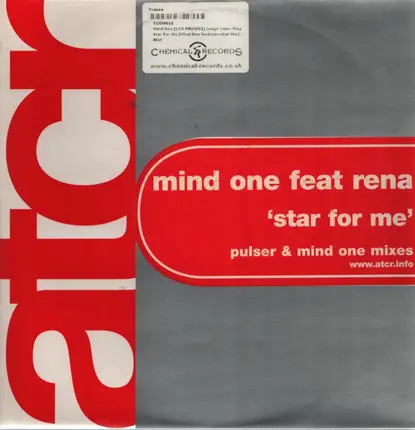 Trance
TCOM032
CHEMICAL RECORDS
www.chemical-records.co.uk
atcr
mind one feat rena
'star for me'
pulser & mind one mixes
www.atcr.info